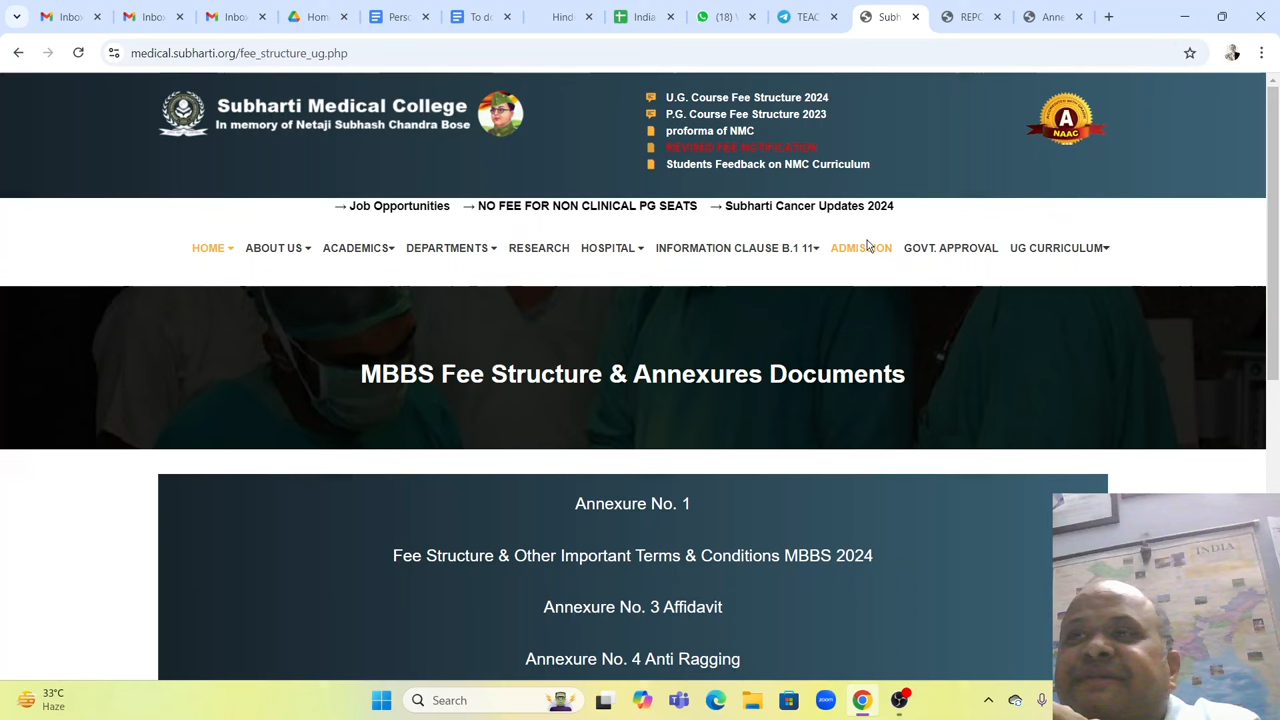 Inbo
Inbo
Inbo
Hom
Perso
To d
Hind
India
(18)
TEAC
Subh
REPC
Anne
medical.subharti.org/fee_structure_ug.php
Subharti Medical College
In memory of Netaji Subhash Chandra Bose
U.G. Course Fee Structure 2024
P.G. Course Fee Structure 2023
proforma of NMC
REVISED FEE NOTIFICATION
Students Feedback on NMC Curriculum
A
NAAC
→ Job Opportunities → NO FEE FOR NON CLINICAL PG SEATS → Subharti Cancer Updates 2024
HOME ABOUT US ACADEMICS DEPARTMENTS RESEARCH HOSPITAL INFORMATION CLAUSE B.1 11 ADMISSION GOVT. APPROVAL UG CURRICULUM
MBBS Fee Structure & Annexures Documents
Annexure No. 1
Fee Structure & Other Important Terms & Conditions MBBS 2024
Annexure No. 3 Affidavit
Annexure No. 4 Anti Ragging
INDIA
33°C
Haze
Search
zoom